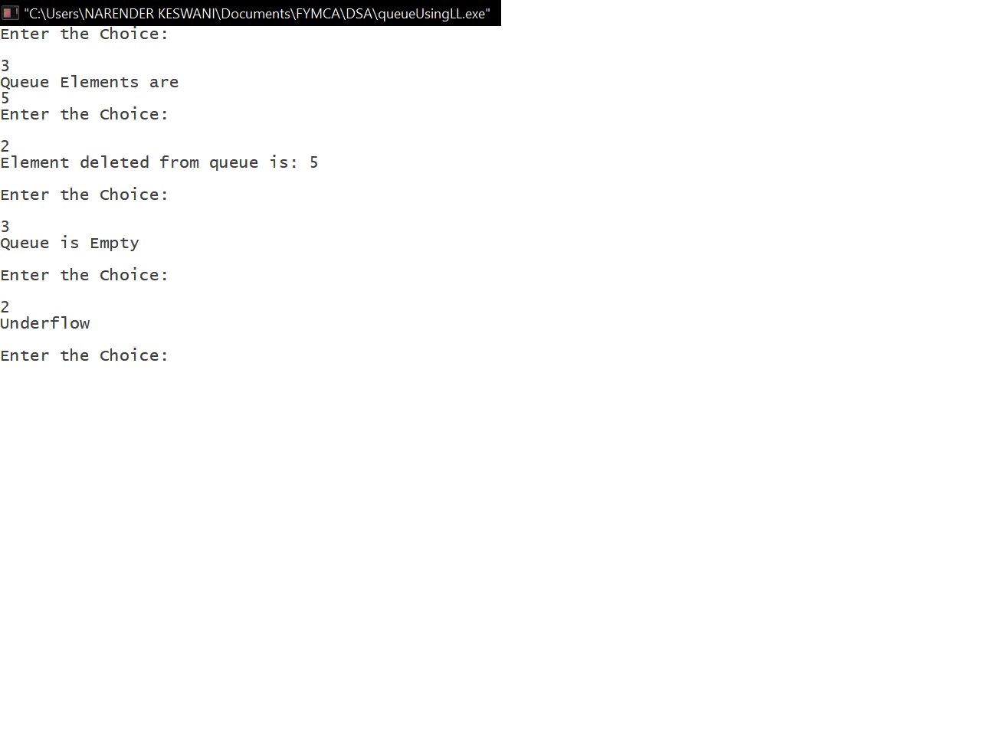 "C:\Users\NARENDER KESWANI\Documents\FYMCA\DSA\queueUsingLL.exe"
Enter the Choice:
3
Queue Elements are
5
Enter the Choice:
2
Element deleted from queue is: 5
Enter the Choice:
3
Queue is Empty
Enter the Choice:
2
Underflow
Enter the Choice: